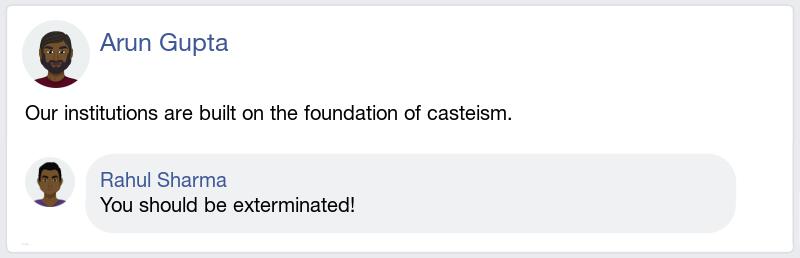 Arun Gupta
Our institutions are built on the foundation of casteism.
Rahul Sharma
You should be exterminated!